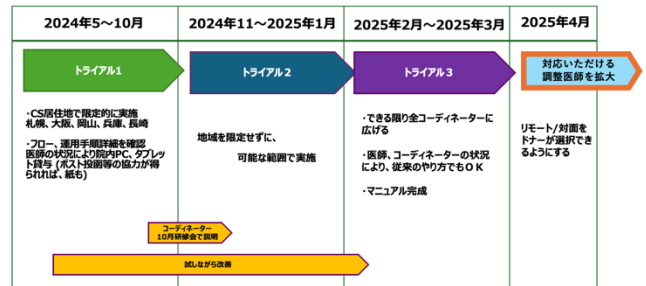 2024年5～10月
2024年11～2025年1月
2025年2月～2025年3月
2025年4月
トライアル1
トライアル2
トライアル3
対応いただける
調整医師を拡大
・CS居住地で限定的に実施
札幌、大阪、岡山、兵庫、長崎
・フロー、運用手順詳細を確認
医師の状況により院内PC、タブレット
貸与 (ポスト投函等の協力が得
られれば、紙も)
地域を限定せずに、
可能な範囲で実施
・できる限り全コーディネーターに
広げる
・医師、コーディネーターの状況
により、従来のやり方でもＯＫ
・マニュアル完成
リモート/対面を
ドナーが選択でき
るようにする
コーディネーター
10月研修会で説明
試しながら改善